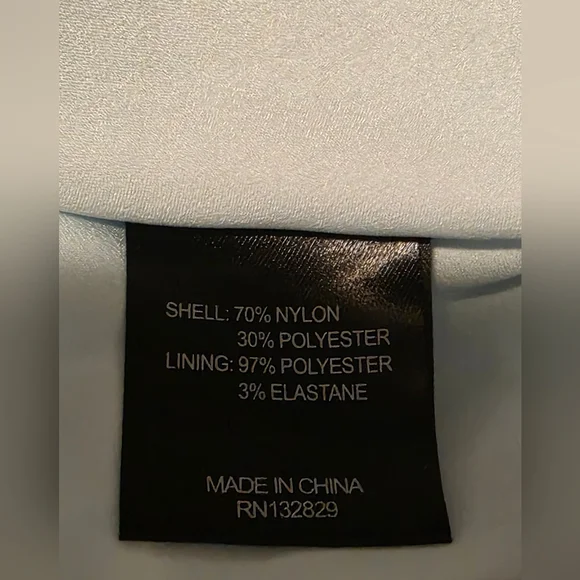 SHELL: 70% NYLON
30% POLYESTER
LINING: 97% POLYESTER
3% ELASTANE
MADE IN CHINA
RN132829